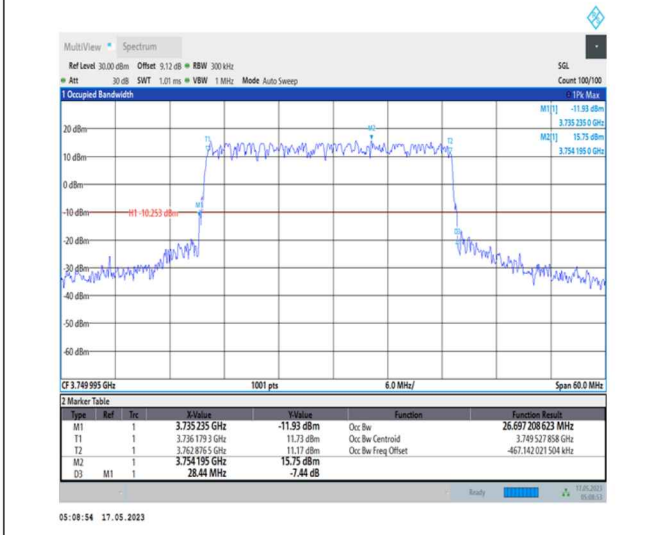 MultiView Spectrum
Ref Level 30.00 dBm Offset 9.12 dB RBW 300 kHz SGL
Att 30 dB SWT 1.01 ms VBW 1 MHz Mode Auto Sweep Count 100/100
1 Occupied Bandwidth 1Pk Max
M1[1] -11.93 dBm
3.735 235 0 GHz
M2[1] 15.75 dBm
3.754 195 0 GHz
20 dBm
T1 M2 T2
10 dBm
0 dBm
M1
-10 dBm H1 -10.253 dBm
D3
-20 dBm
-30 dBm
-40 dBm
-50 dBm
-60 dBm
CF 3.749 995 GHz 1001 pts 6.0 MHz/ Span 60.0 MHz
2 Marker Table
Type Ref Trc X-Value Y-Value Function Function Result
M1 1 3.735 235 GHz -11.93 dBm Occ Bw 26.697 208 623 MHz
T1 1 3.736 179 3 GHz 11.73 dBm Occ Bw Centroid 3.749 527 858 GHz
T2 1 3.762 876 5 GHz 11.17 dBm Occ Bw Freq Offset -467.142 021 504 kHz
M2 1 3.754 195 GHz 15.75 dBm
D3 M1 1 28.44 MHz -7.44 dB
Ready 17.05.2023
05:08:53
05:08:54 17.05.2023